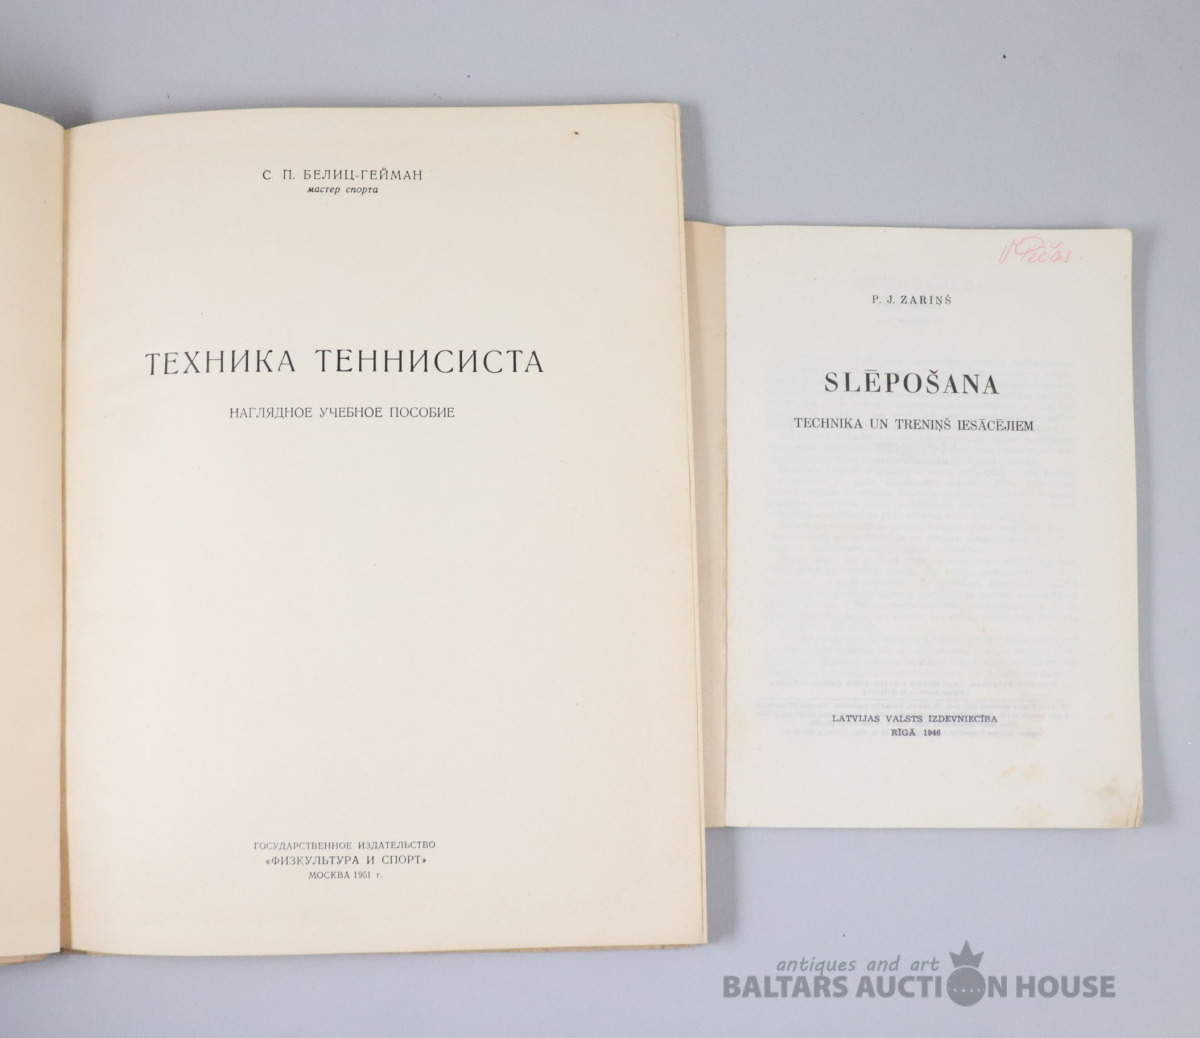 С. П. БЕЛИЦ-ГЕЙМАН
мастер спорта
ТЕХНИКА ТЕННИСИСТА
НАГЛЯДНОЕ УЧЕБНОЕ ПОСОБИЕ
ГОСУДАРСТВЕННОЕ ИЗДАТЕЛЬСТВО
«ФИЗКУЛЬТУРА И СПОРТ»
МОСКВА 1951 г.
P. J. ZARIŅŠ
SLĒPOŠANA
TECHNIKA UN TRENIŅŠ IESĀCĒJIEM
LATVIJAS VALSTS IZDEVNIECĪBA
RĪGĀ 1946
antiques and art
BALTARS AUCTION HOUSE